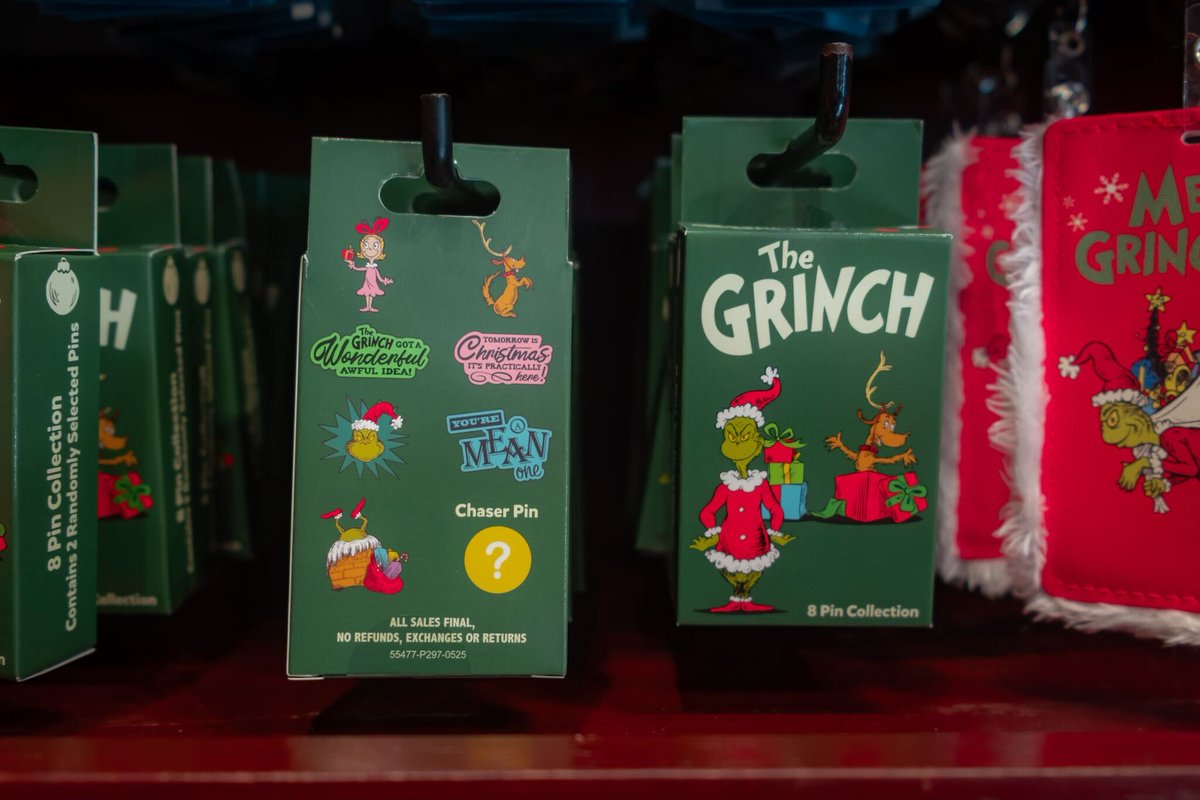 8 Pin Collection
Contains 2 Randomly Selected Pins
H
8 Pin Collection
The
GRINCH GOT A
Wonderful
AWFUL IDEA!
TOMORROW IS
Christmas
IT'S PRACTICALLY
here!
YOU'RE
A
MEAN
one
Chaser Pin
?
ALL SALES FINAL,
NO REFUNDS, EXCHANGES OR RETURNS
55477-P297-0525
The
GRINCH
8 Pin Collection
ME
GRINC